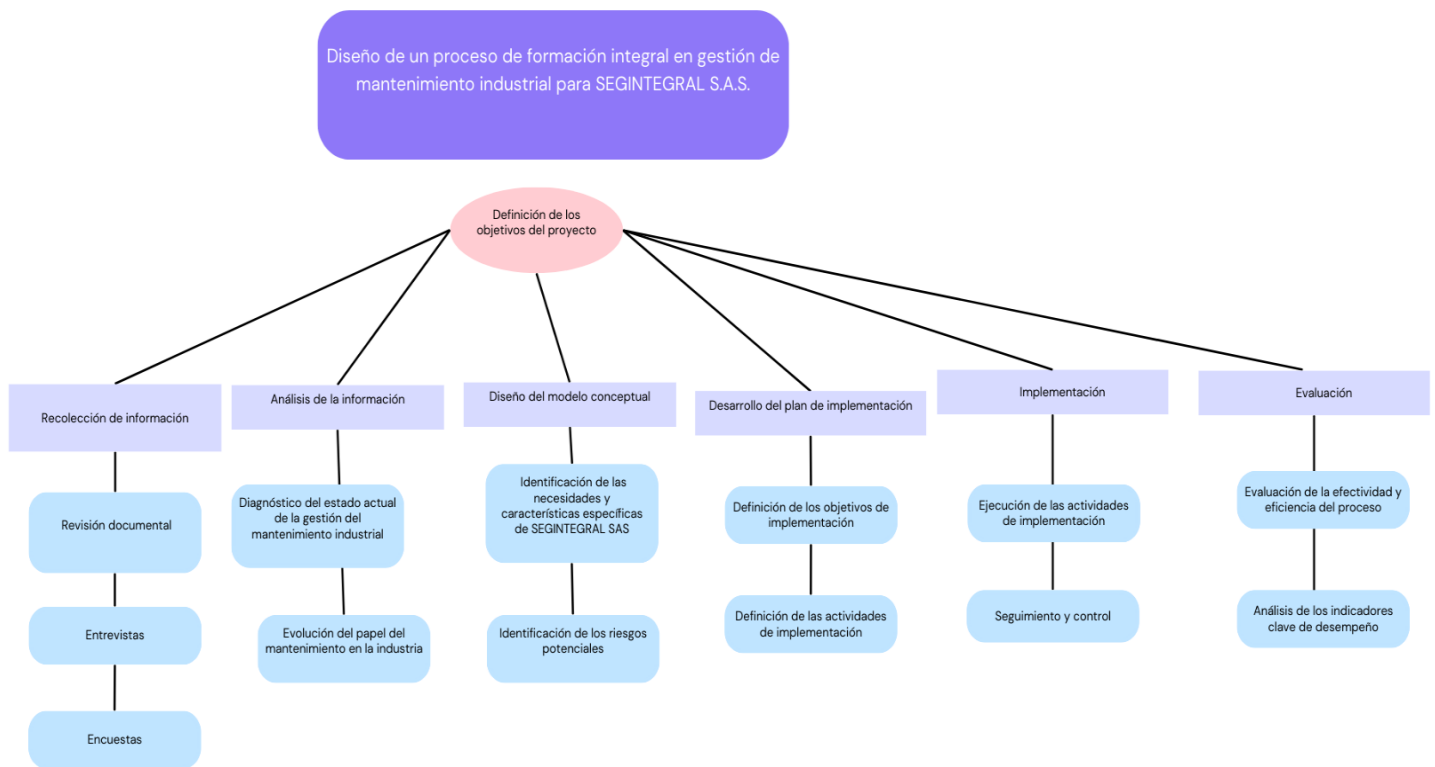 Diseño de un proceso de formación integral en gestión de
mantenimiento industrial para SEGINTEGRAL S.A.S.
Definición de los
objetivos del proyecto
Recolección de información
Revisión documental
Entrevistas
Encuestas
Análisis de la información
Diagnóstico del estado actual
de la gestión del
mantenimiento industrial
Evolución del papel del
mantenimiento en la industria
Diseño del modelo conceptual
Identificación de las
necesidades y
características específicas
de SEGINTEGRAL SAS
Identificación de los riesgos
potenciales
Desarrollo del plan de implementación
Definición de los objetivos de
implementación
Definición de las actividades
de implementación
Implementación
Ejecución de las actividades
de implementación
Seguimiento y control
Evaluación
Evaluación de la efectividad y
eficiencia del proceso
Análisis de los indicadores
clave de desempeño